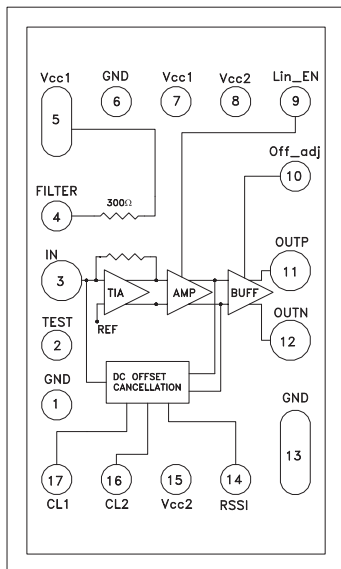 Vcc1 GND Vcc1 Vcc2 Lin_EN
5 6 7 8 9
Off_adj
10
FILTER
4 300Ω
IN
3 TIA AMP BUFF
REF
OUTP
11
OUTN
12
TEST
2
GND
1
DC OFFSET
CANCELLATION
GND
13
17 16 15 14
CL1 CL2 Vcc2 RSSI